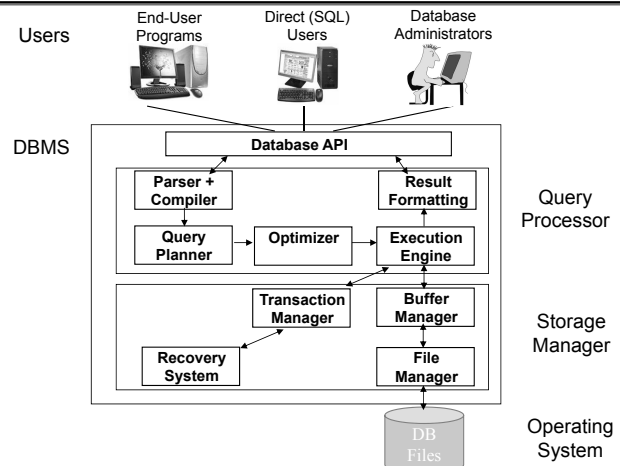 Users
End-User
Programs
Direct (SQL)
Users
Database
Administrators
DBMS
Database API
Parser +
Compiler
Result
Formatting
Query
Processor
Query
Planner
Optimizer
Execution
Engine
Transaction
Manager
Buffer
Manager
Storage
Manager
Recovery
System
File
Manager
DB
Files
Operating
System